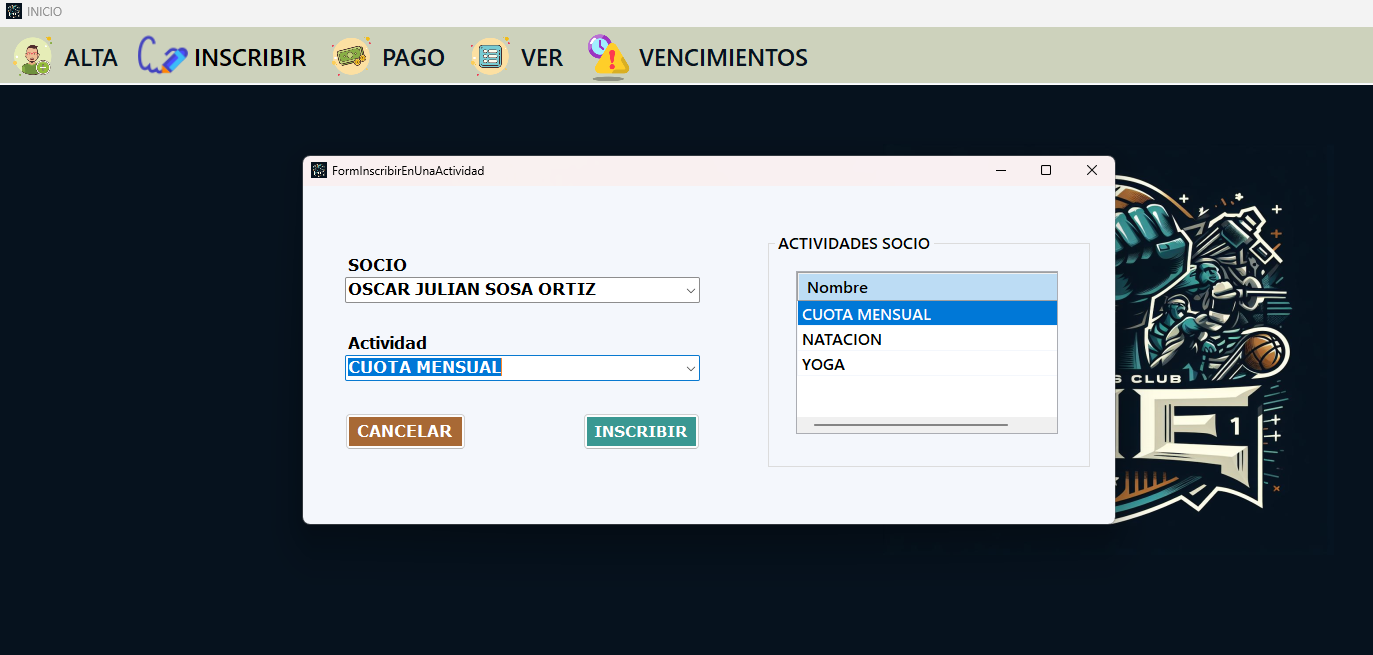 INICIO
ALTA INSCRIBIR PAGO VER VENCIMIENTOS
FormInscribirEnUnaActividad
SOCIO
OSCAR JULIAN SOSA ORTIZ
Actividad
CUOTA MENSUAL
CANCELAR INSCRIBIR
ACTIVIDADES SOCIO
Nombre
CUOTA MENSUAL
NATACION
YOGA
CLUB
E 1